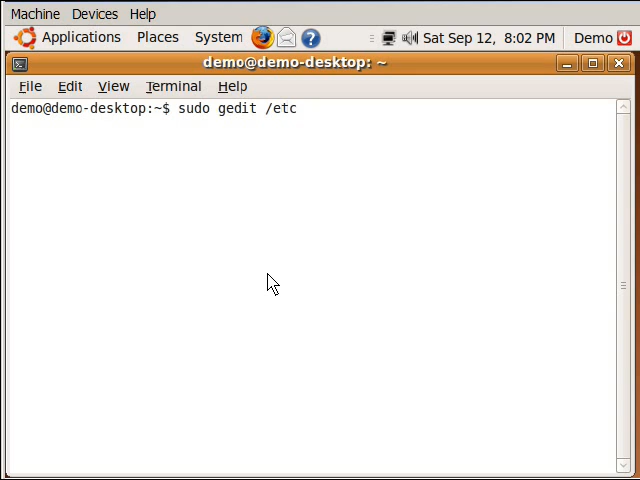 Machine Devices Help
Applications Places System Sat Sep 12, 8:02 PM Demo
demo@demo-desktop: ~
File Edit View Terminal Help
demo@demo-desktop:~$ sudo gedit /etc